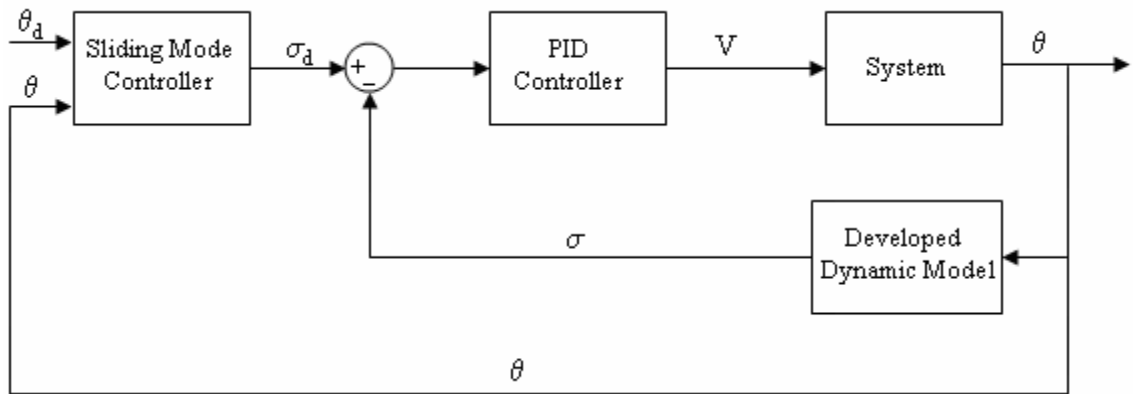 θd
Sliding Mode
Controller
θ
σd
+
−
PID
Controller
V
System
θ
σ
Developed
Dynamic Model
θ